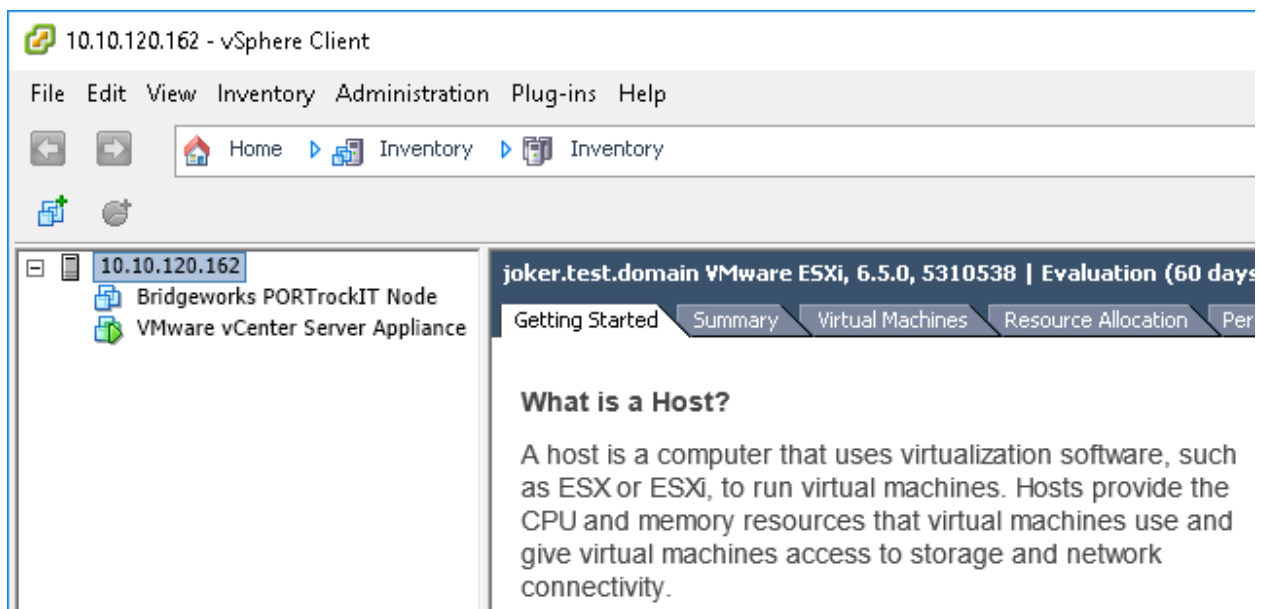 10.10.120.162 - vSphere Client
File Edit View Inventory Administration Plug-ins Help
Home Inventory Inventory
10.10.120.162
Bridgeworks PORTrockIT Node
VMware vCenter Server Appliance
joker.test.domain VMware ESXi, 6.5.0, 5310538 | Evaluation (60 days
Getting Started Summary Virtual Machines Resource Allocation Per
What is a Host?
A host is a computer that uses virtualization software, such
as ESX or ESXi, to run virtual machines. Hosts provide the
CPU and memory resources that virtual machines use and
give virtual machines access to storage and network
connectivity.